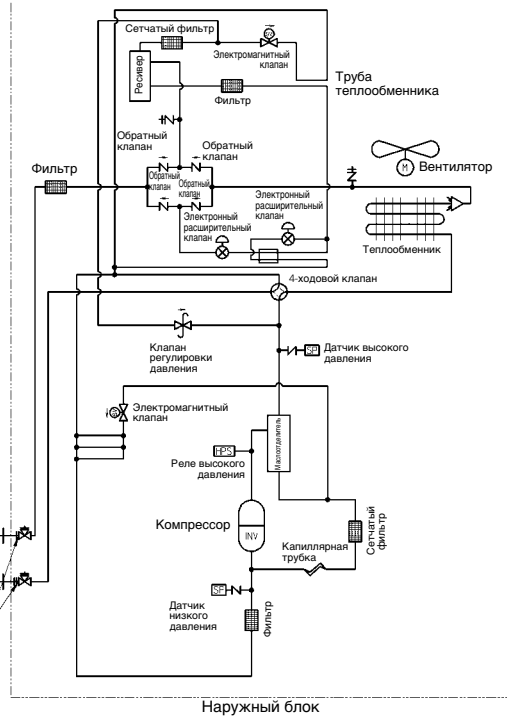 Сетчатый фильтр
Электромагнитный
клапан
Ресивер
Труба
теплообменника
Фильтр
Обратный
клапан
Обратный
клапан
Вентилятор
M
Фильтр
Обратный
клапан
Обратный
клапан
Электронный
расширительный
клапан
Электронный
расширительный
клапан
Теплообменник
4-ходовой клапан
Клапан
регулировки
давления
SP
Датчик высокого
давления
Электромагнитный
клапан
Маслоотделитель
HPS
Реле высокого
давления
Сетчатый
фильтр
Компрессор
INV
Капиллярная
трубка
SP
Датчик
низкого
давления
Фильтр
Наружный блок